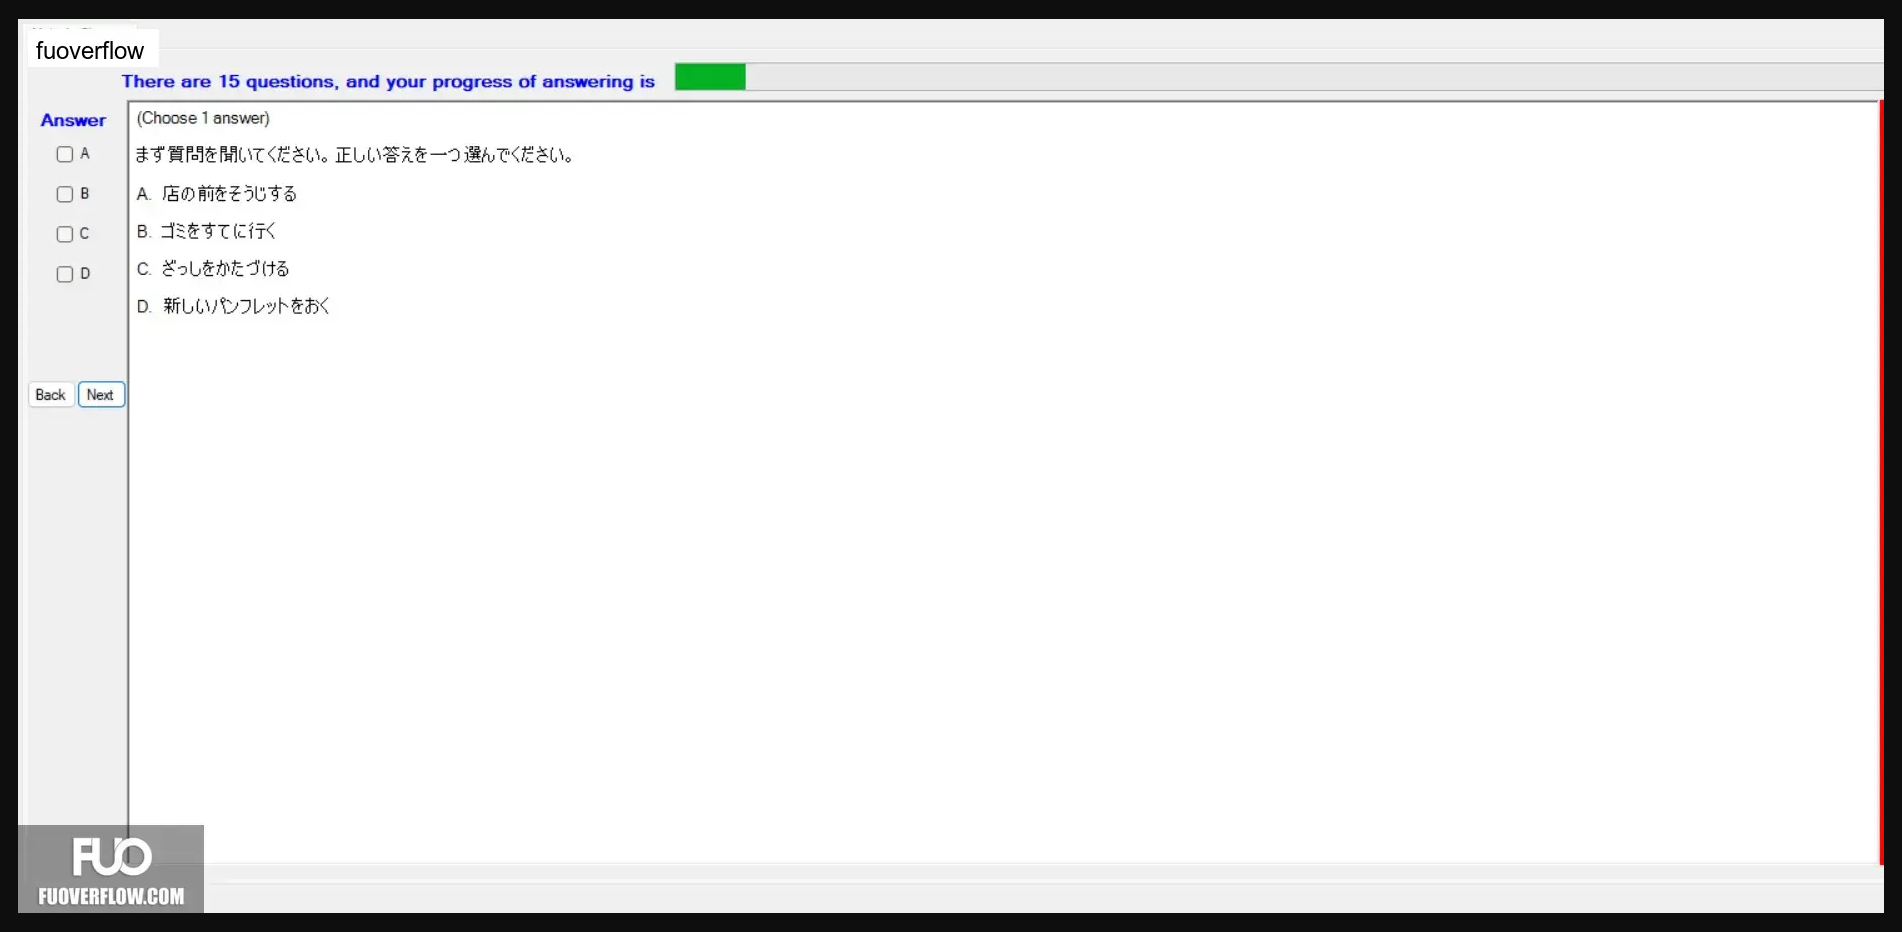 fuoverflow
There are 15 questions, and your progress of answering is
Answer
(Choose 1 answer)
A
まず質問を聞いてください。正しい答えを一つ選んでください。
B
A. 店の前をそうじする
C
B. ゴミをすてに行く
D
C. ざっしをかたづける
D. 新しいパンフレットをおく
Back Next
FUO
FUOVERFLOW.COM